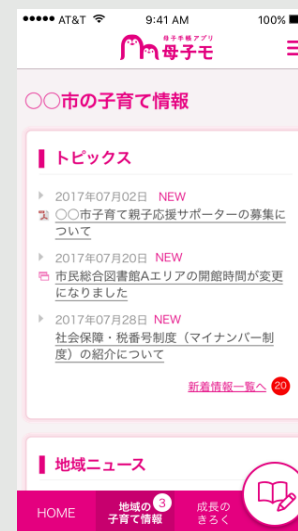 AT&T 9:41 AM 100%
母子手帳アプリ
母子モ
○○市の子育て情報
トピックス
2017年07月02日 NEW
○○市子育て親子応援サポーターの募集に
ついて
2017年07月20日 NEW
市民総合図書館Aエリアの開館時間が変更
になりました
2017年07月28日 NEW
社会保障・税番号制度（マイナンバー制
度）の紹介について
新着情報一覧へ 20
地域ニュース
HOME
地域の 3
子育て情報
成長の
きろく